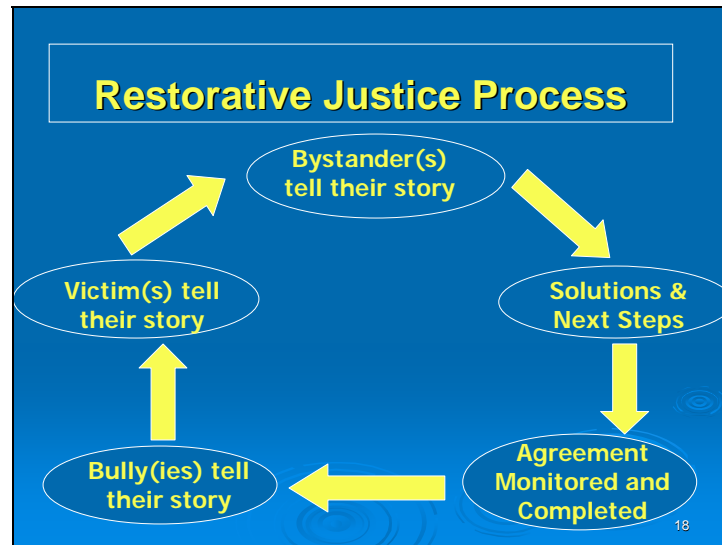 Restorative Justice Process
Bystander(s)
tell their story
Victim(s) tell
their story
Solutions &
Next Steps
Bully(ies) tell
their story
Agreement
Monitored and
Completed
18